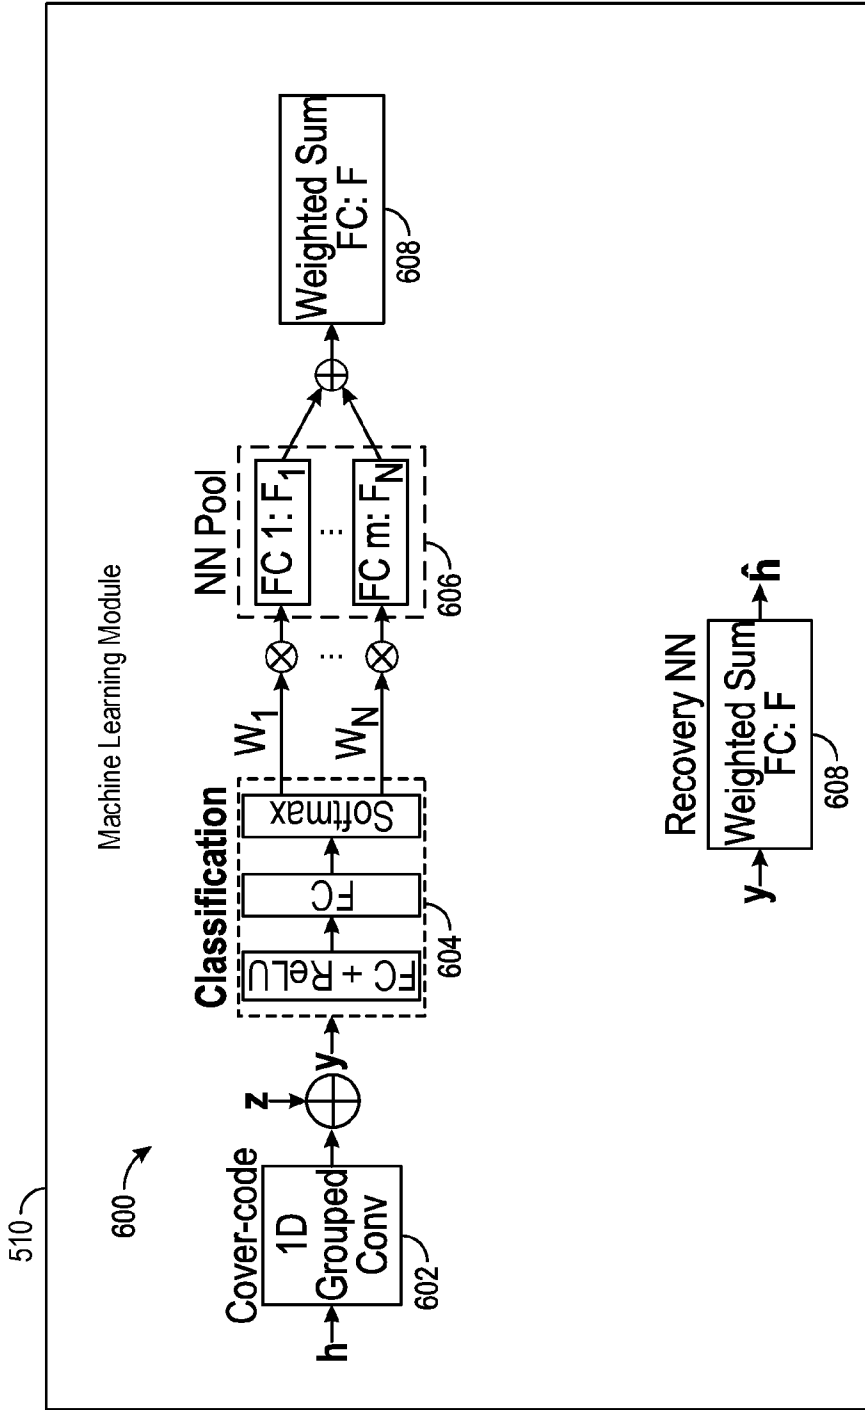 510
Machine Learning Module
600
h
Cover-code
1D
Grouped
Conv
602
z
y
Classification
FC + ReLU
FC
Softmax
604
W1
WN
...
NN Pool
FC 1: F1
...
FC m: FN
606
Weighted Sum
FC: F
608
Recovery NN
y
Weighted Sum
FC: F
ĥ
608